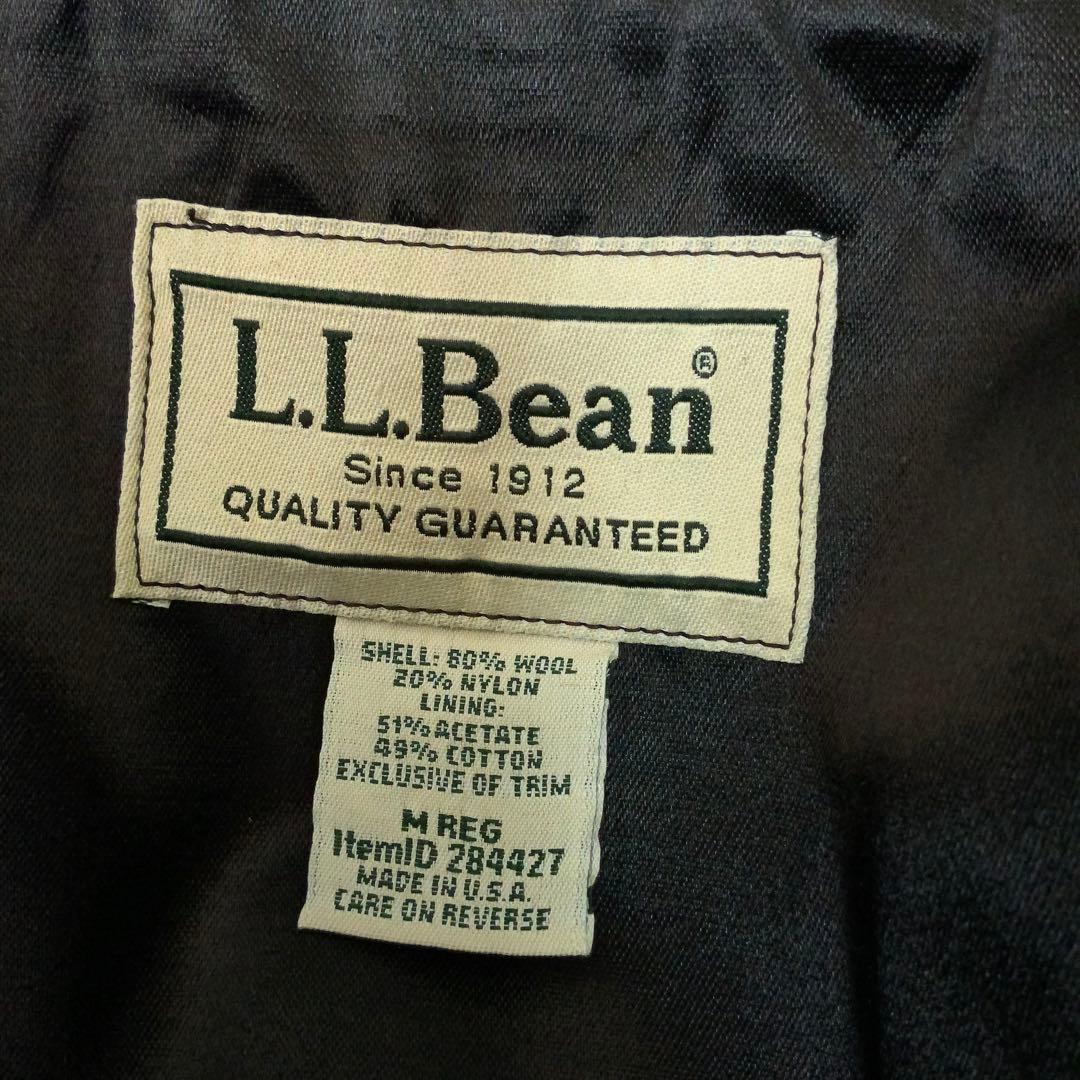 L.L.Bean®
Since 1912
QUALITY GUARANTEED
SHELL: 80% WOOL
20% NYLON
LINING:
51% ACETATE
49% COTTON
EXCLUSIVE OF TRIM
M REG
ItemID 284427
MADE IN U.S.A.
CARE ON REVERSE